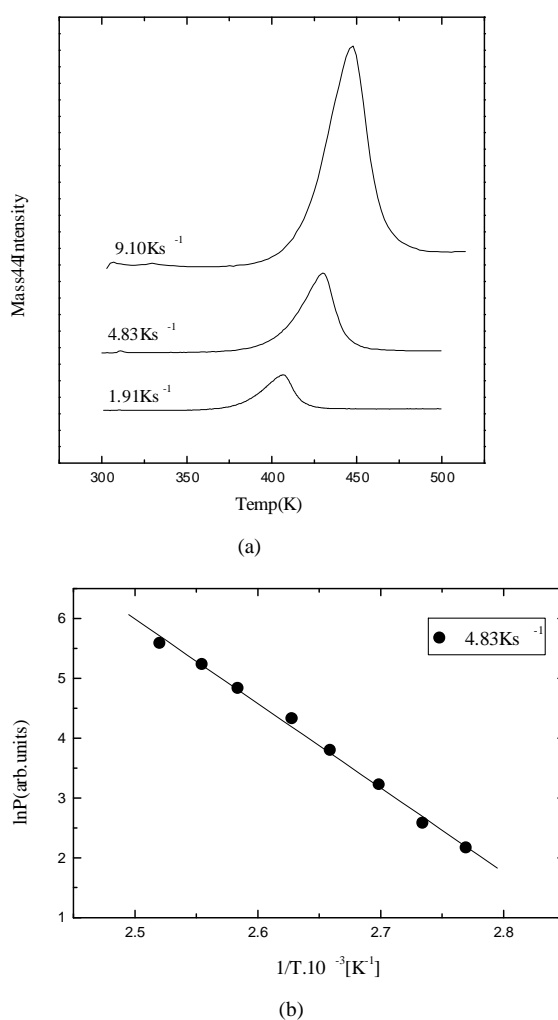 Mass44Intensity
9.10Ks -1
4.83Ks -1
1.91Ks -1
300 350 400 450 500
Temp(K)
(a)
lnP(arb.units)
6
5
4
3
2
1
4.83Ks -1
2.5 2.6 2.7 2.8
1/T.10 -3[K-1]
(b)